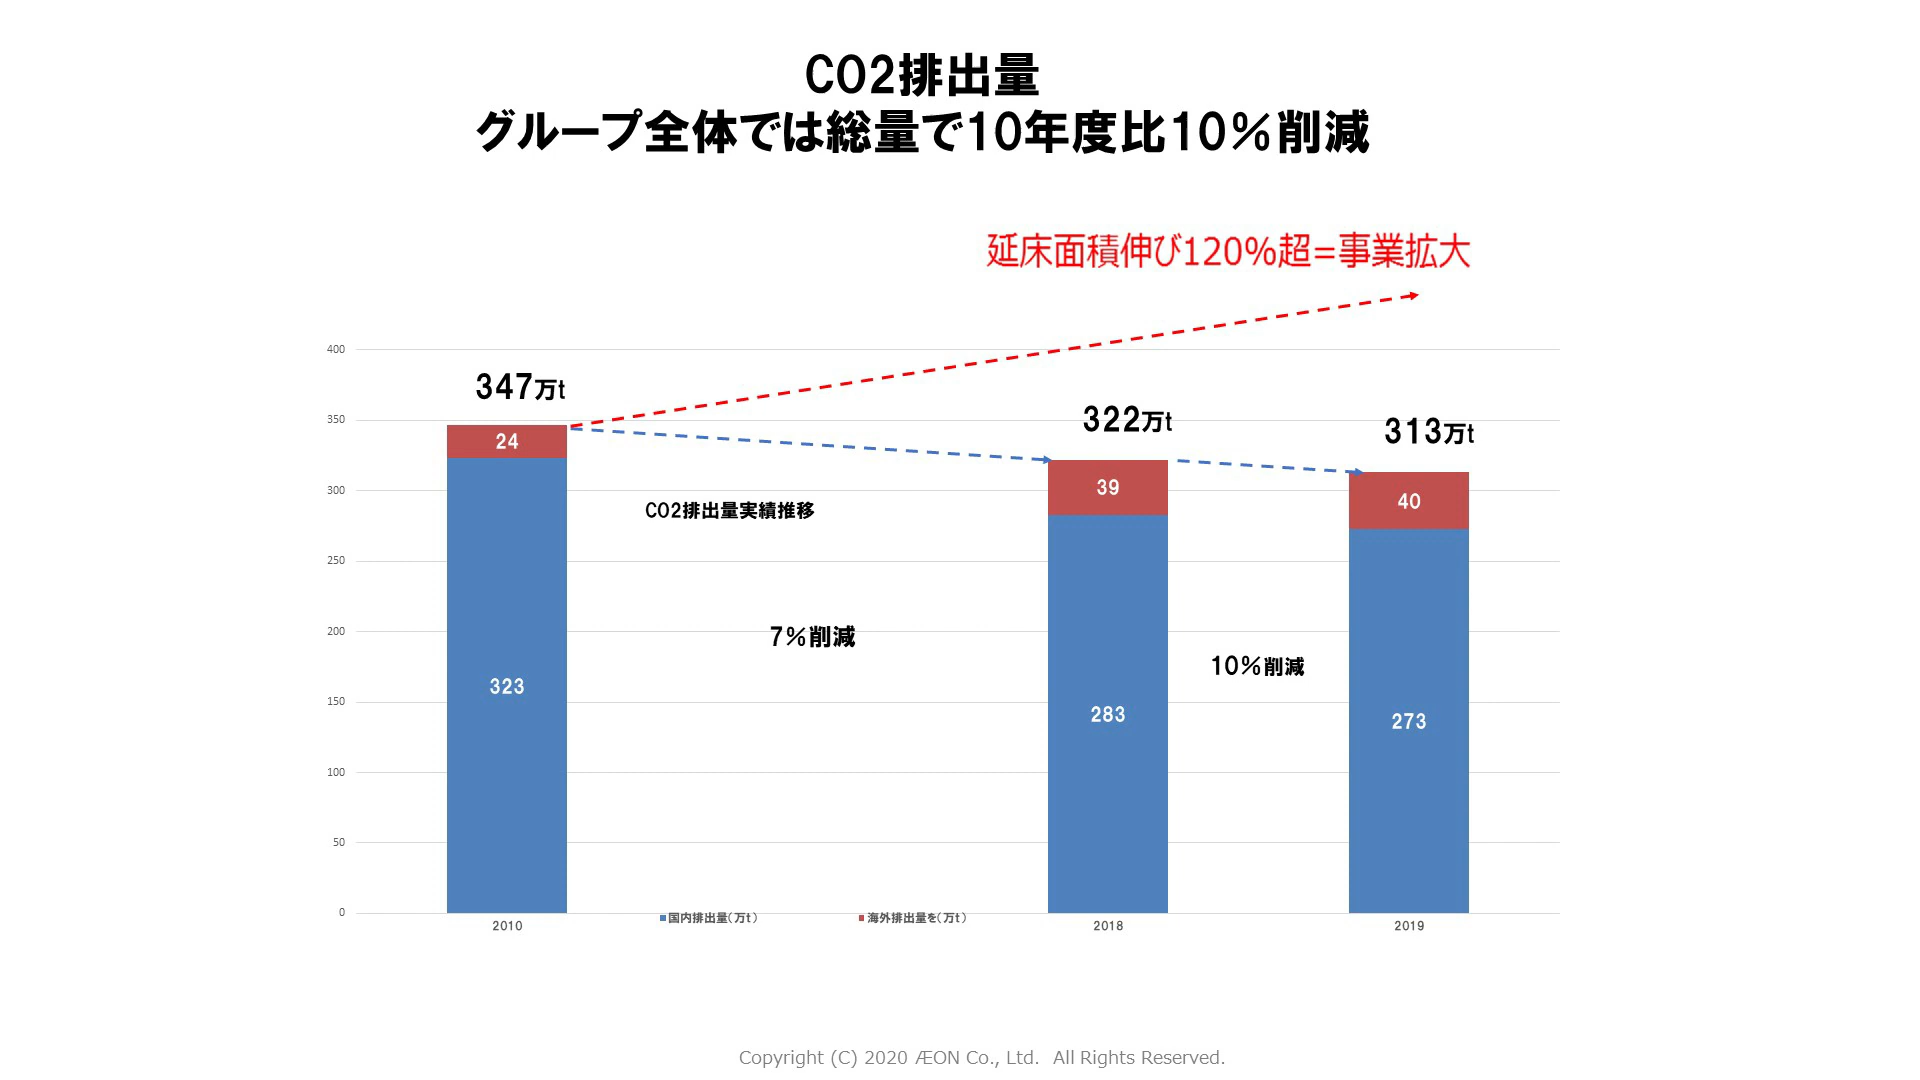 CO2排出量
グループ全体では総量で10年度比10％削減
延床面積伸び120%超=事業拡大
400
350
300
250
200
150
100
50
0
347万t
322万t
313万t
24
39
40
CO2排出量実績推移
7％削減
10％削減
323
283
273
2010
2018
2019
国内排出量（万t）
海外排出量を（万t）
Copyright (C) 2020 ÆON Co., Ltd.  All Rights Reserved.